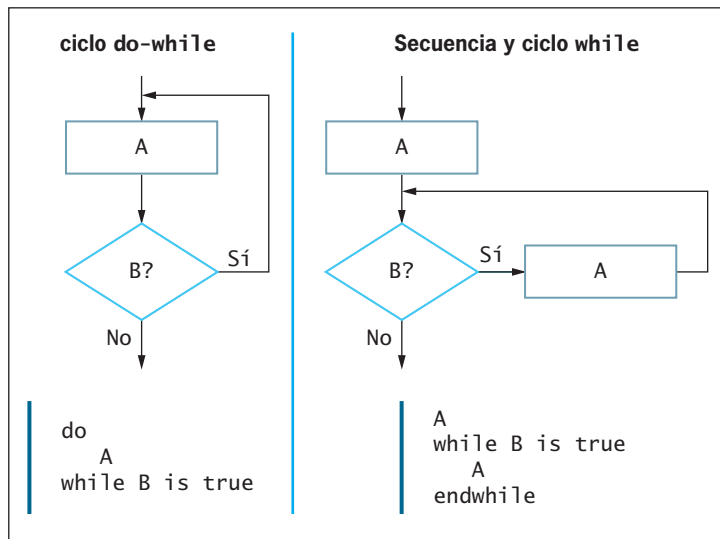 ciclo do-while
A
B?
Sí
No
do
A
while B is true
Secuencia y ciclo while
A
B?
Sí
A
No
A
while B is true
A
endwhile